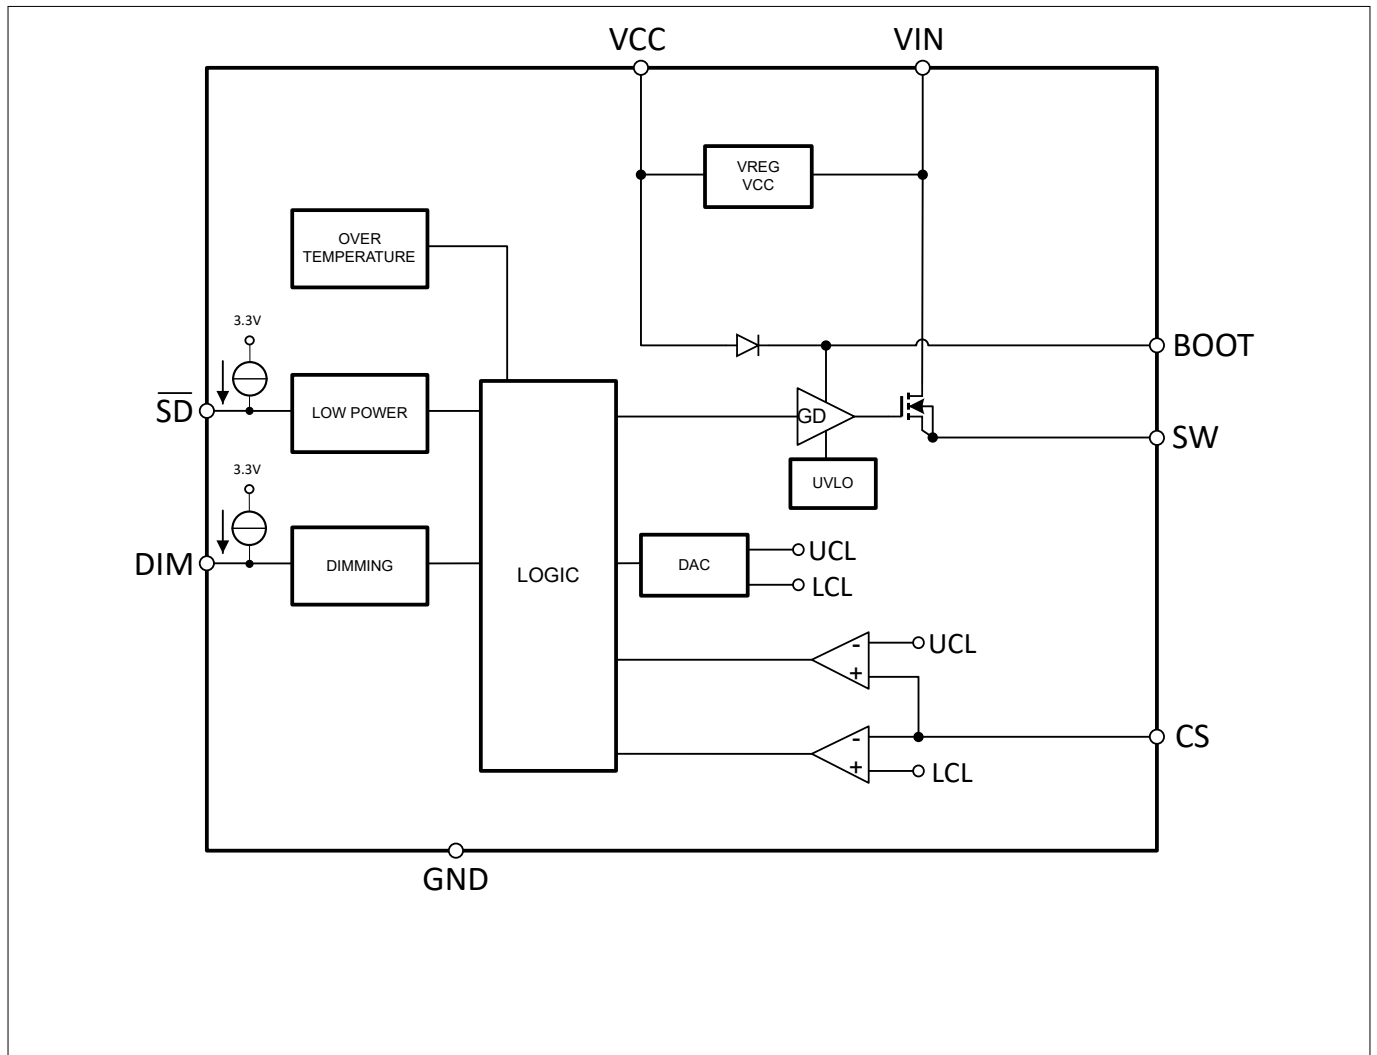 VCC
VIN
VREG
VCC
OVER
TEMPERATURE
3.3V
BOOT
SD
LOW POWER
GD
SW
3.3V
UVLO
DIM
DIMMING
LOGIC
DAC
UCL
LCL
-
UCL
+
-
CS
+
LCL
GND